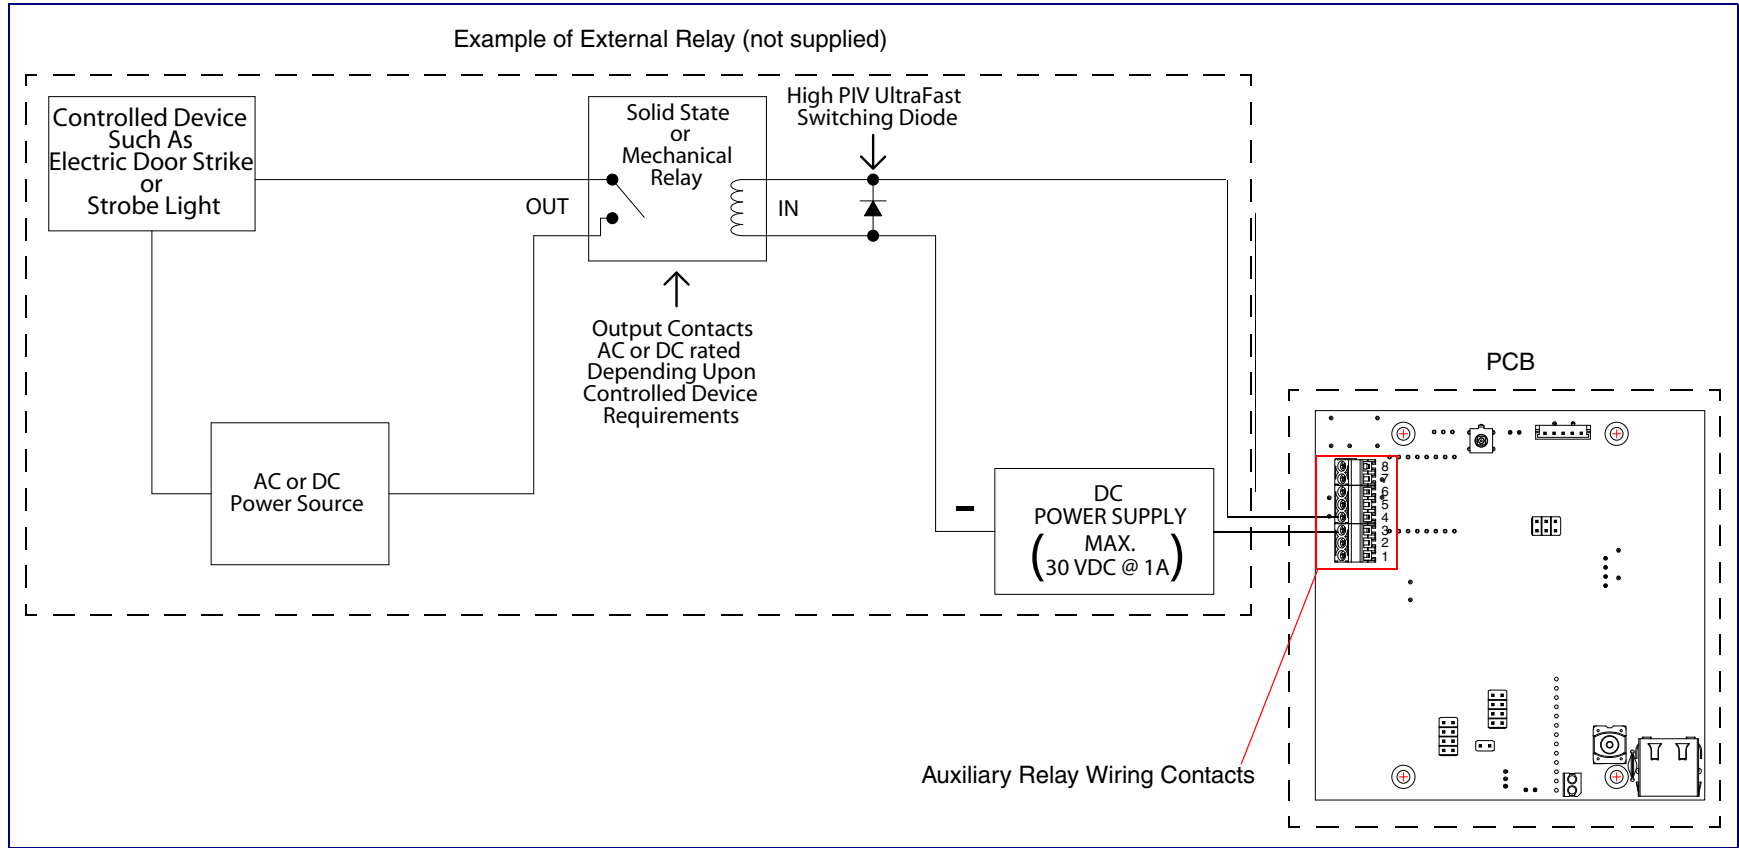 Example of External Relay (not supplied)
Controlled Device
Such As
Electric Door Strike
or
Strobe Light
Solid State
or
Mechanical
Relay
High PIV UltraFast
Switching Diode
OUT
IN
Output Contacts
AC or DC rated
Depending Upon
Controlled Device
Requirements
AC or DC
Power Source
-
DC
POWER SUPPLY
( MAX.
30 VDC @ 1A )
PCB
8
7
6
5
4
3
2
1
Auxiliary Relay Wiring Contacts